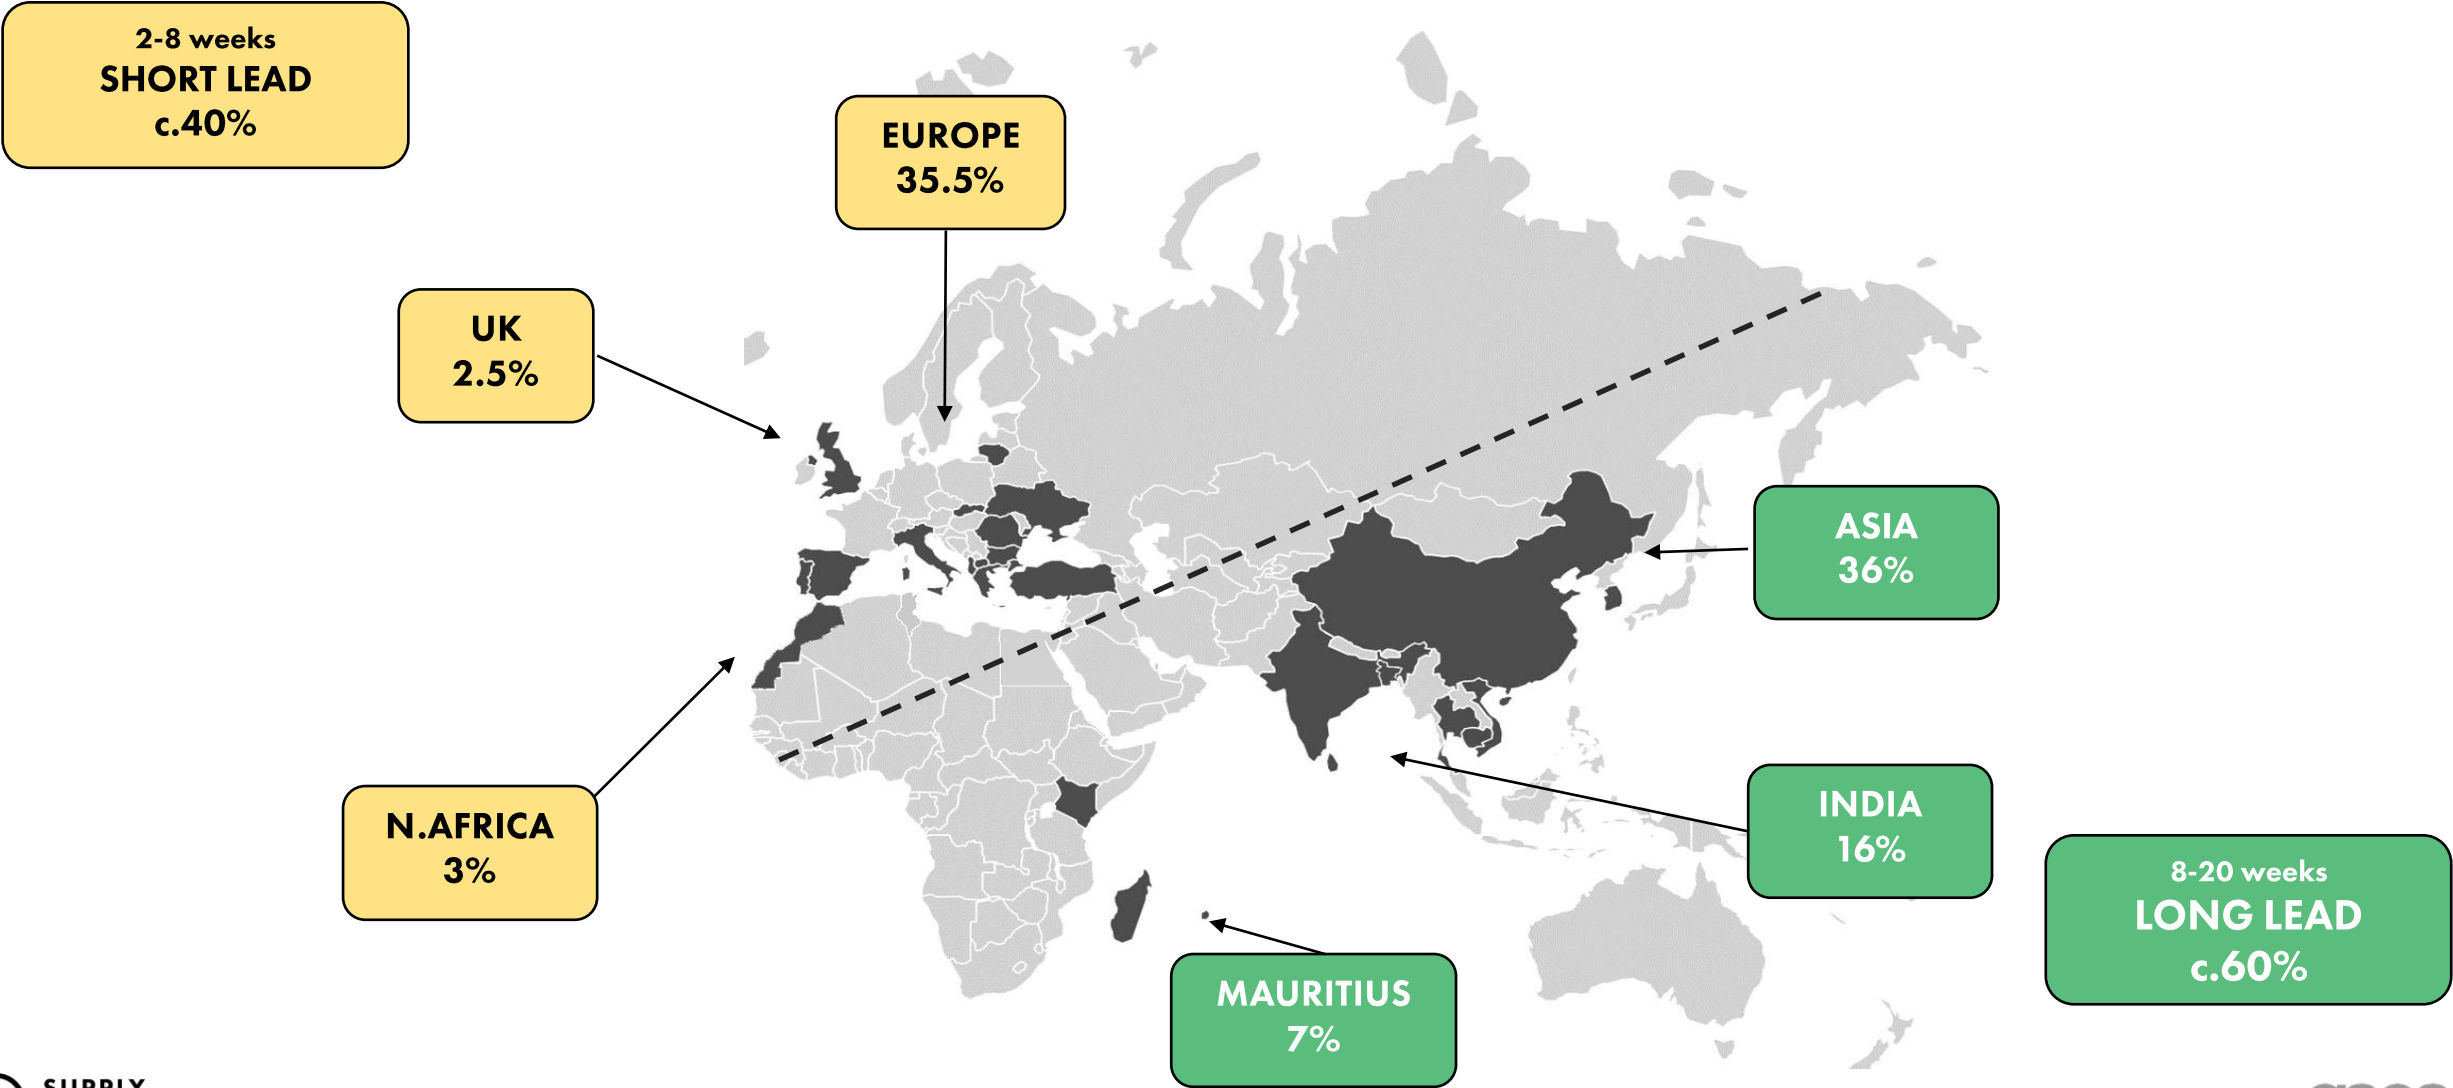 2-8 weeks
SHORT LEAD
c.40%
EUROPE
35.5%
UK
2.5%
ASIA
36%
INDIA
16%
N.AFRICA
3%
8-20 weeks
LONG LEAD
c.60%
MAURITIUS
7%
SUPPLY